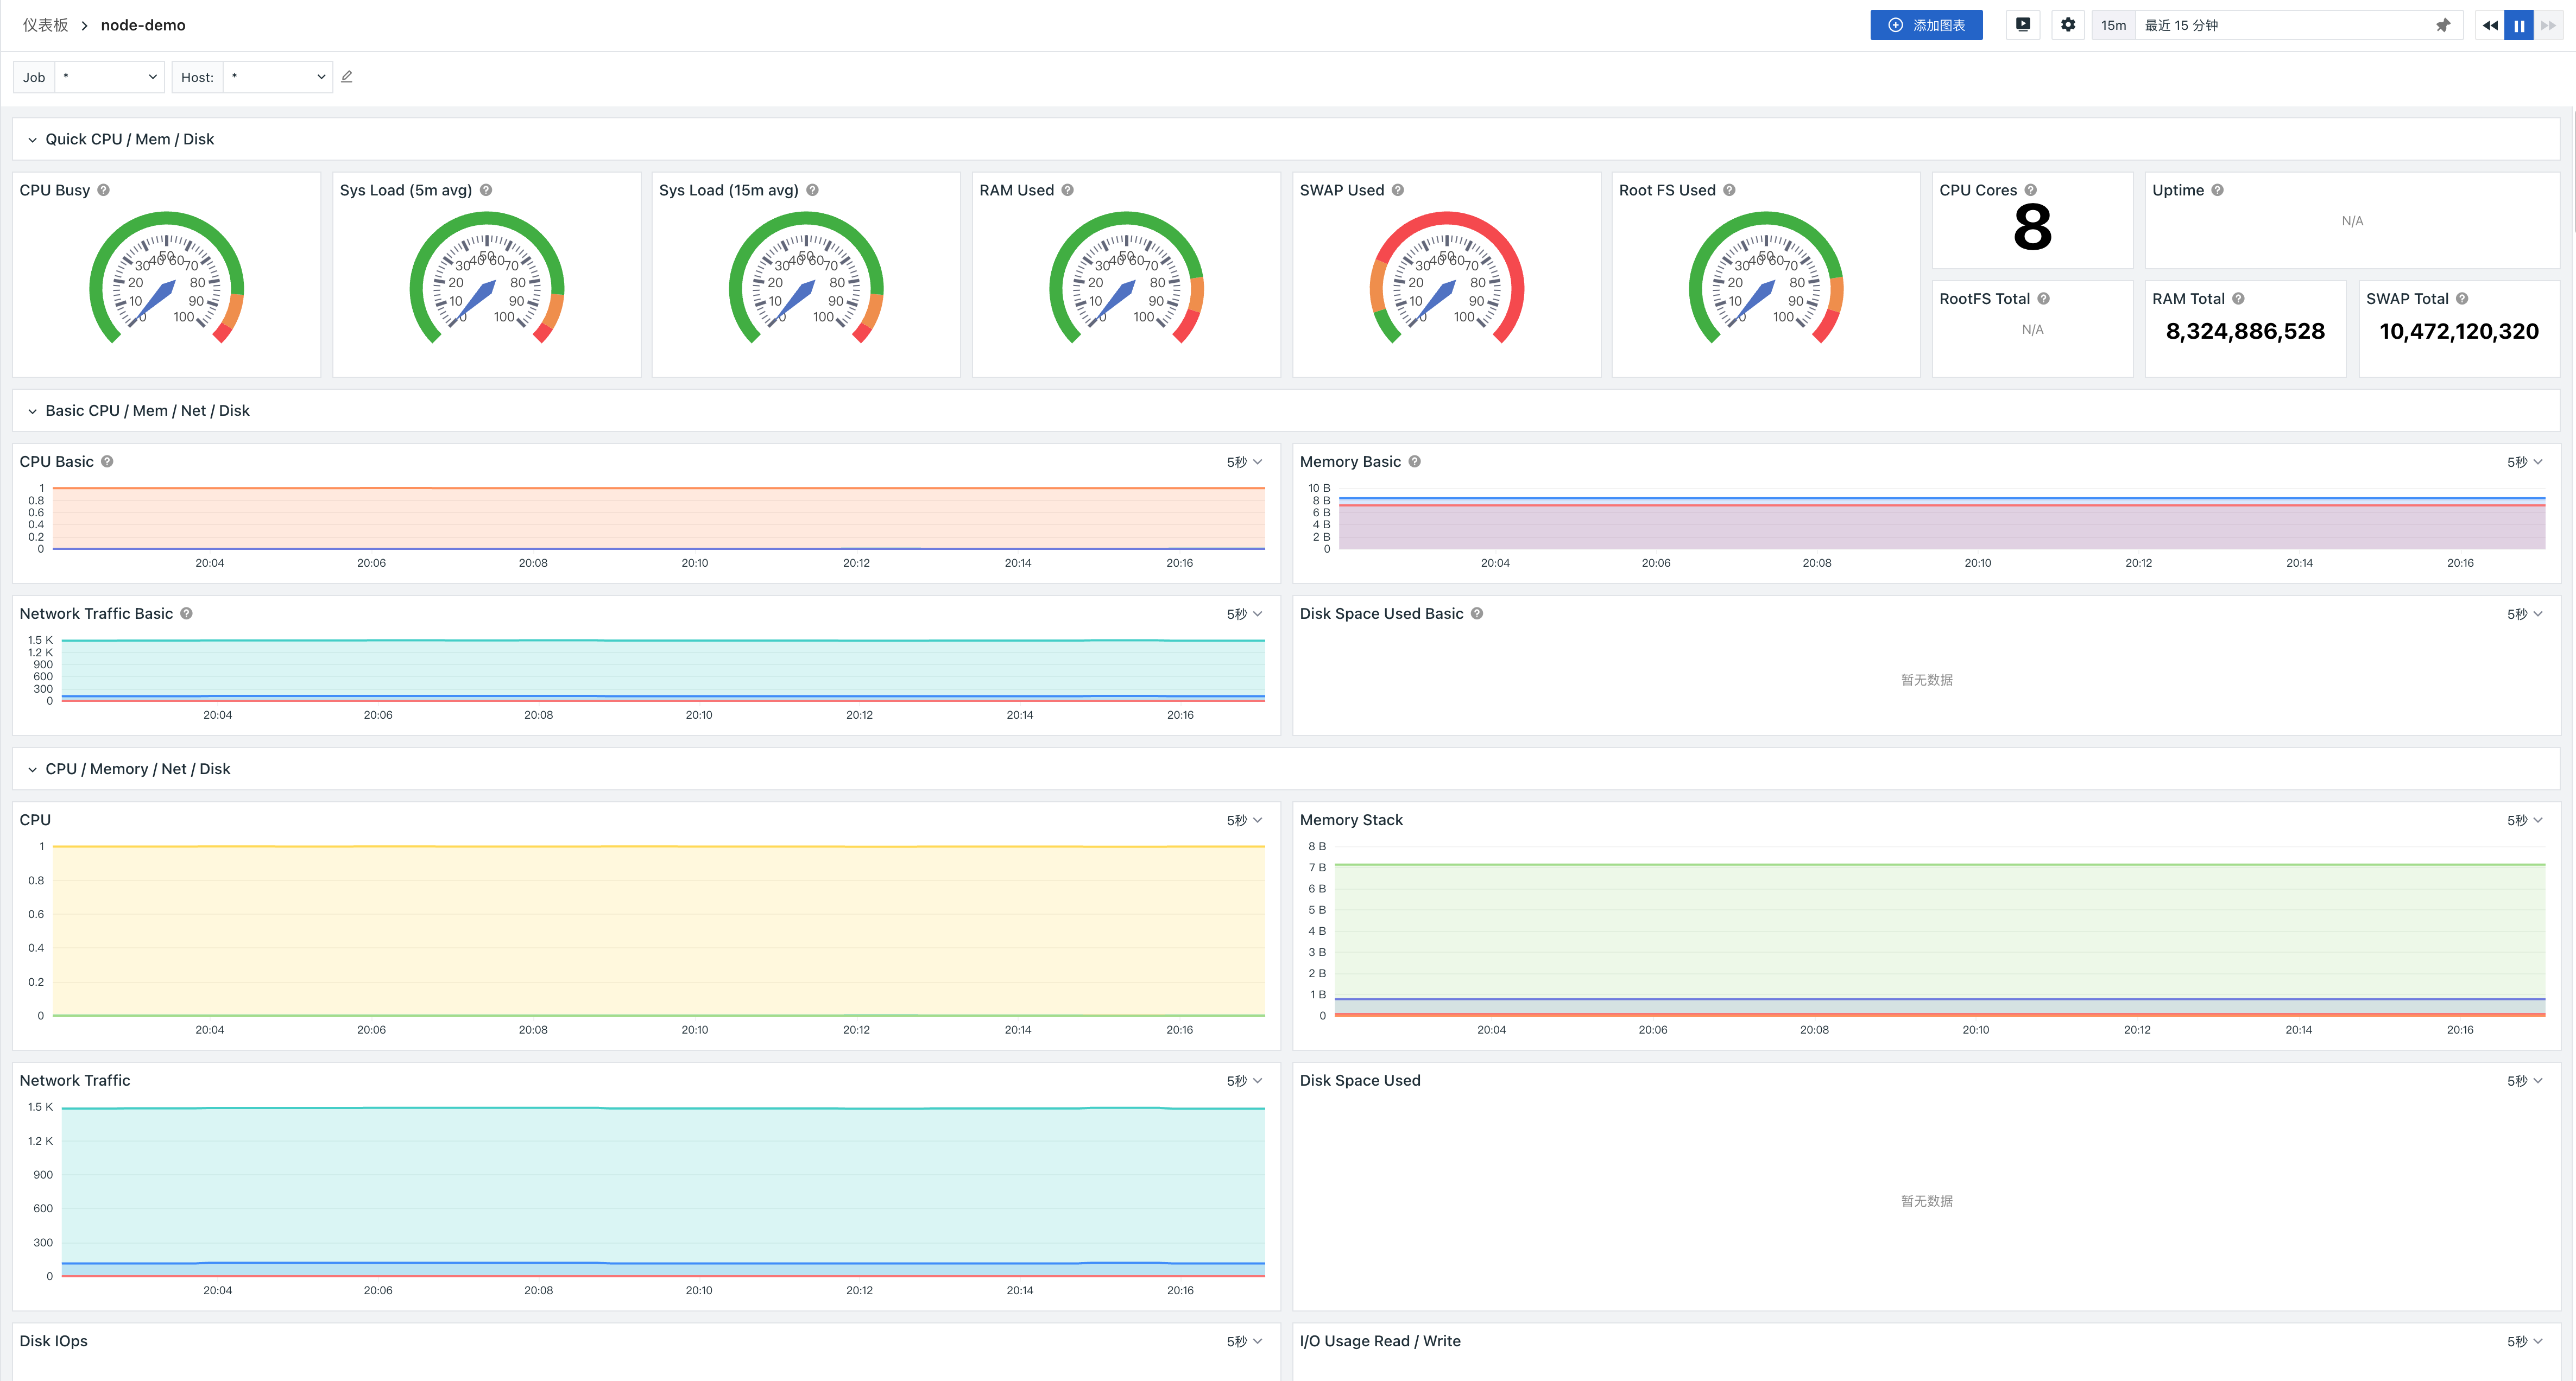 仪表板 > node-demo
添加图表
15m 最近 15 分钟
Job *
Host: *
Quick CPU / Mem / Disk
CPU Busy
0 10 20 30 40 50 60 70 80 90 100
Sys Load (5m avg)
0 10 20 30 40 50 60 70 80 90 100
Sys Load (15m avg)
0 10 20 30 40 50 60 70 80 90 100
RAM Used
0 10 20 30 40 50 60 70 80 90 100
SWAP Used
0 10 20 30 40 50 60 70 80 90 100
Root FS Used
0 10 20 30 40 50 60 70 80 90 100
CPU Cores
8
Uptime
N/A
RootFS Total
N/A
RAM Total
8,324,886,528
SWAP Total
10,472,120,320
Basic CPU / Mem / Net / Disk
CPU Basic
5秒
1
0.8
0.6
0.4
0.2
0
20:04 20:06 20:08 20:10 20:12 20:14 20:16
Memory Basic
5秒
10 B
8 B
6 B
4 B
2 B
0
20:04 20:06 20:08 20:10 20:12 20:14 20:16
Network Traffic Basic
5秒
1.5 K
1.2 K
900
600
300
0
20:04 20:06 20:08 20:10 20:12 20:14 20:16
Disk Space Used Basic
5秒
暂无数据
CPU / Memory / Net / Disk
CPU
5秒
1
0.8
0.6
0.4
0.2
0
20:04 20:06 20:08 20:10 20:12 20:14 20:16
Memory Stack
5秒
8 B
7 B
6 B
5 B
4 B
3 B
2 B
1 B
0
20:04 20:06 20:08 20:10 20:12 20:14 20:16
Network Traffic
5秒
1.5 K
1.2 K
900
600
300
0
20:04 20:06 20:08 20:10 20:12 20:14 20:16
Disk Space Used
5秒
暂无数据
Disk IOps
5秒
I/O Usage Read / Write
5秒